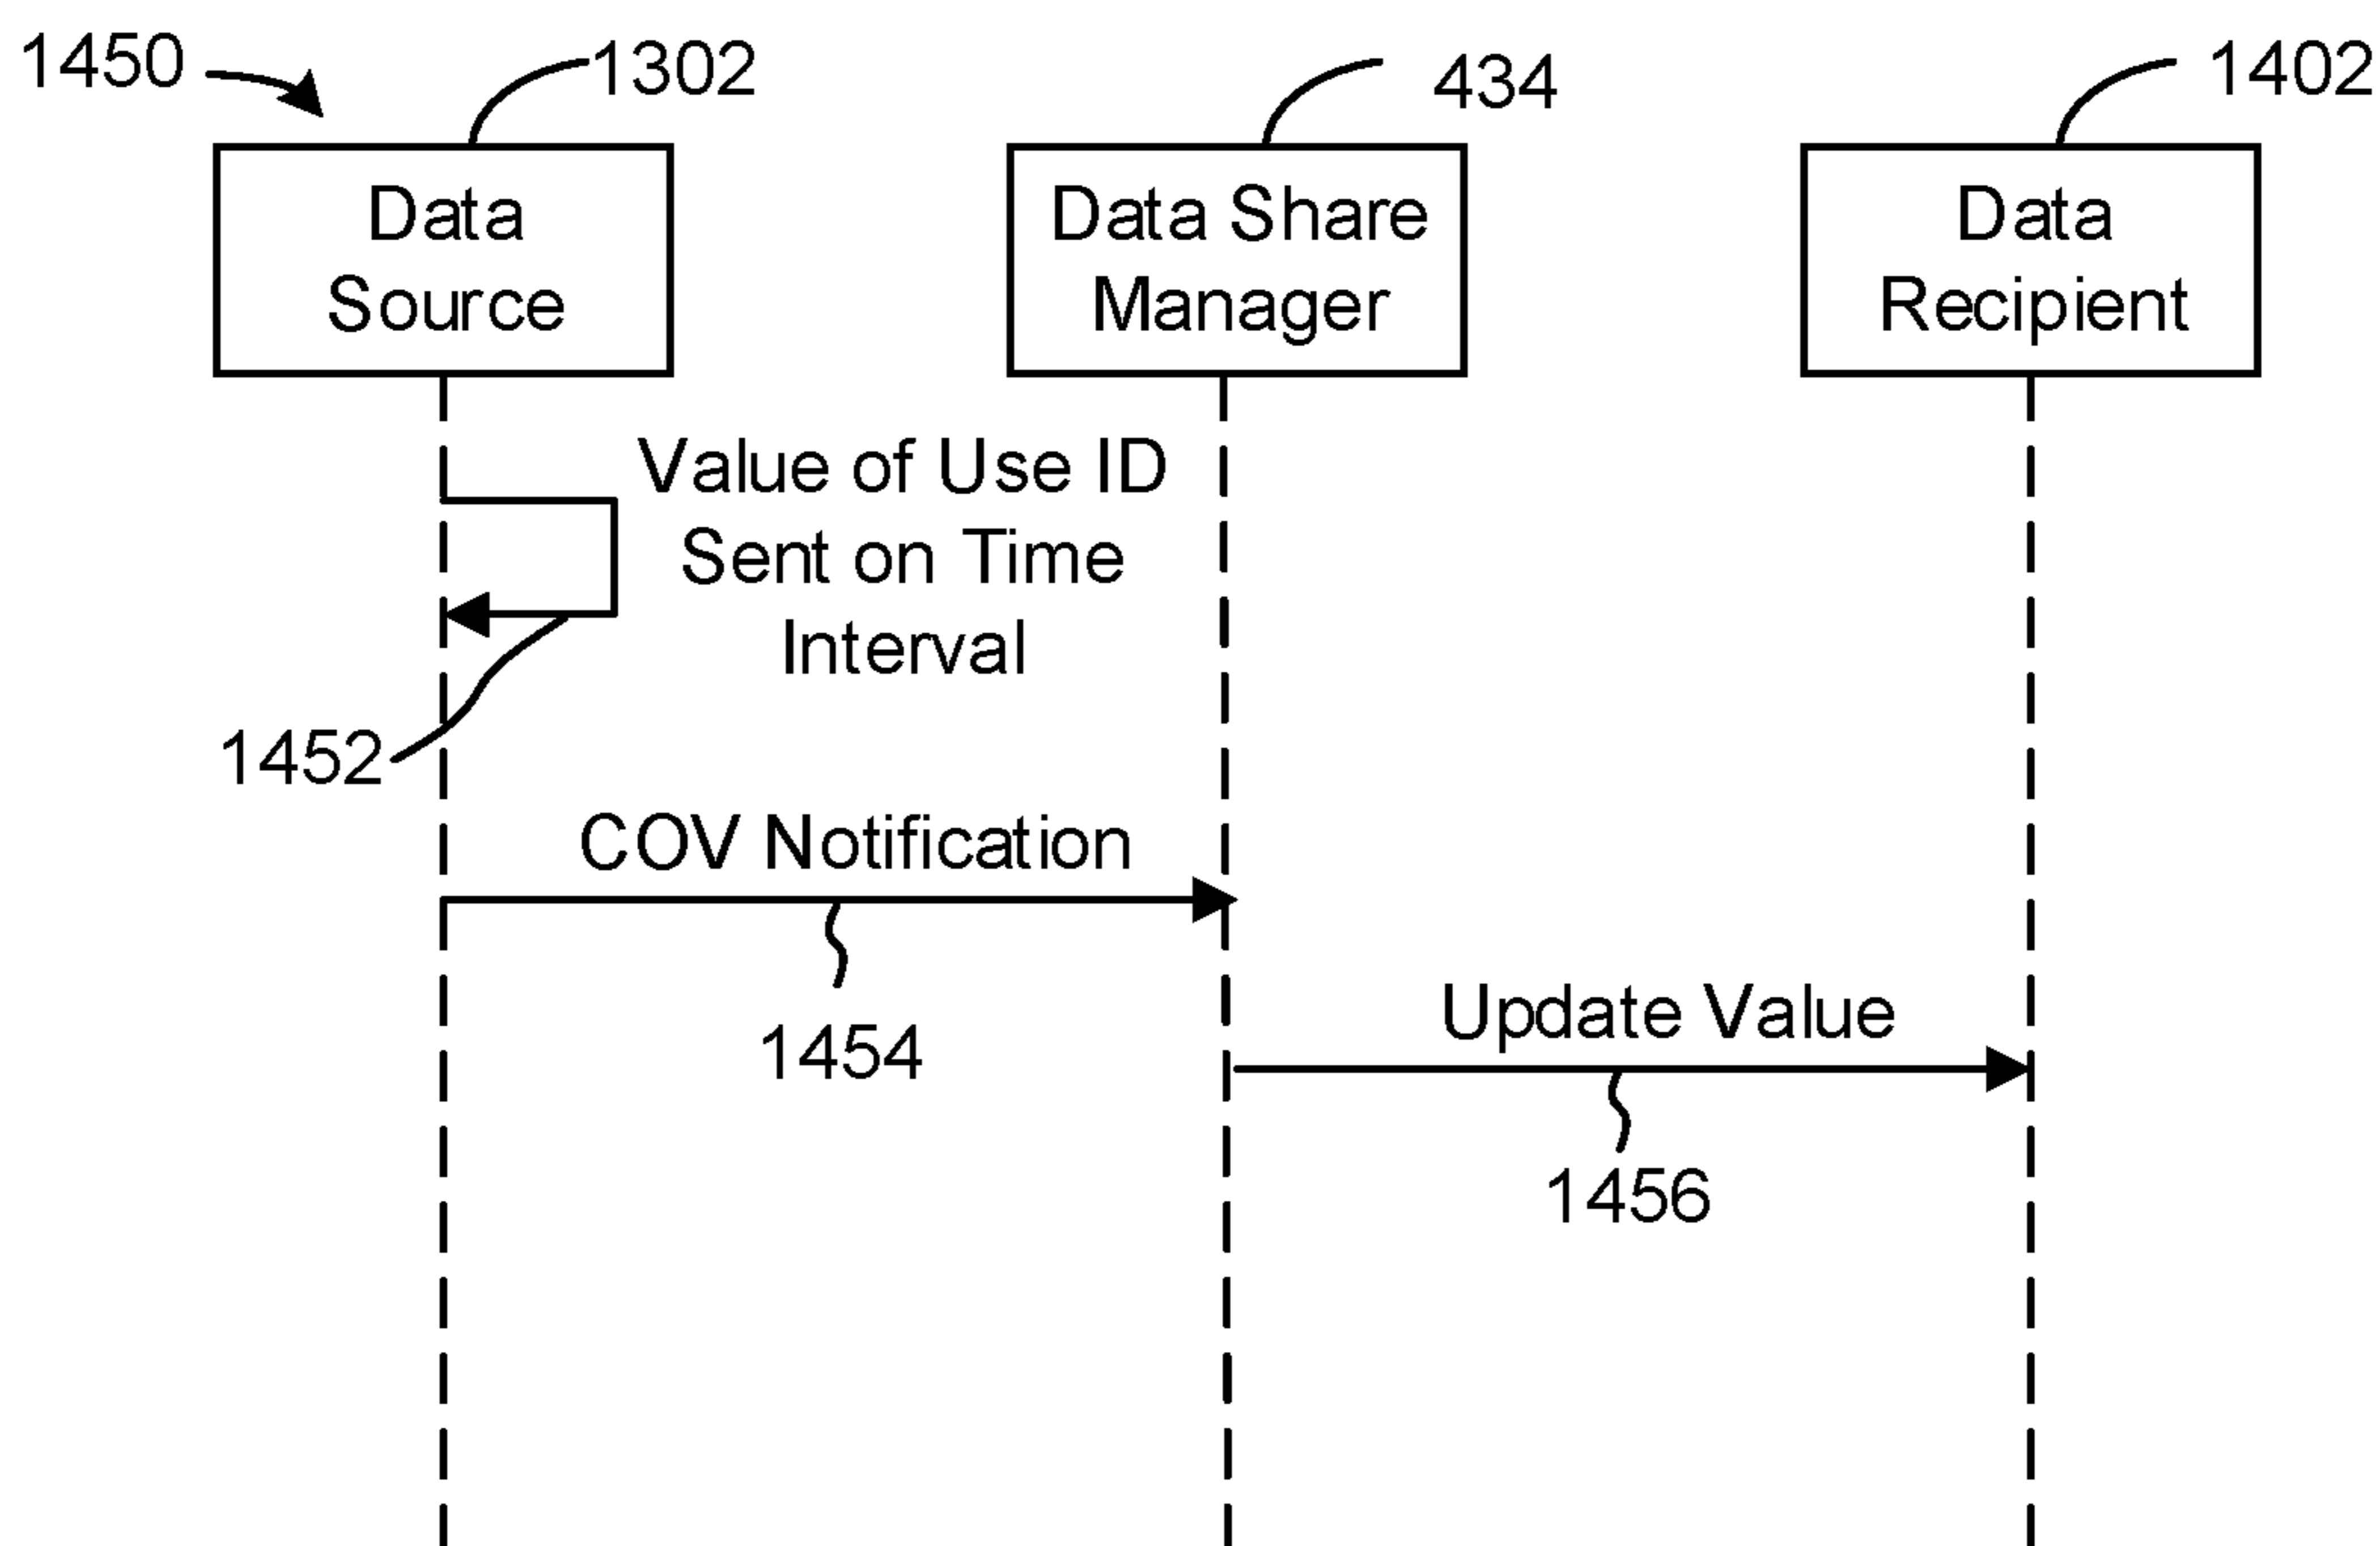 1450
1302
434
1402
Data
Source
Data Share
Manager
Data
Recipient
Value of Use ID
Sent on Time
Interval
1452
COV Notification
1454
Update Value
1456